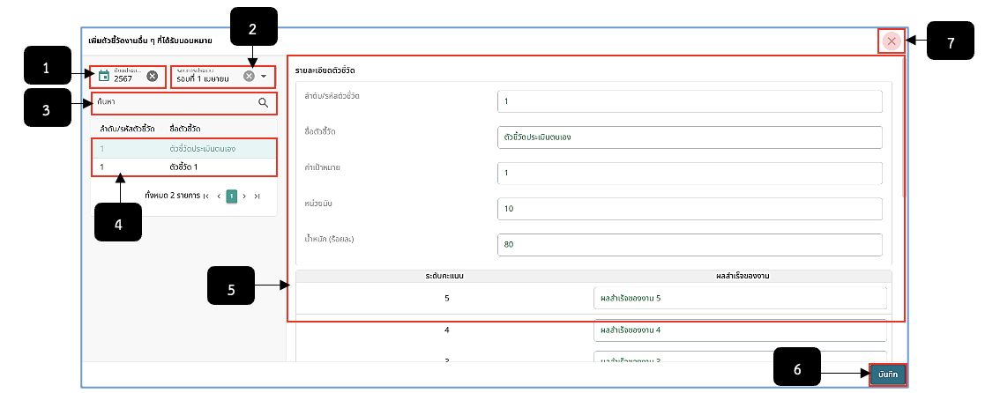 2
เพิ่มตัวชี้วัดงานอื่น ๆ ที่ได้รับมอบหมาย
7
1
ปีงบประม...
2567
รอบการประเมิน
รอบที่ 1 เมษายน
3
ค้นหา
ลำดับ/รหัสตัวชี้วัด ชื่อตัวชี้วัด
1 ตัวชี้วัดประเมินตนเอง
1 ตัวชี้วัด 1
ทั้งหมด 2 รายการ 1
4
รายละเอียดตัวชี้วัด
ลำดับ/รหัสตัวชี้วัด 1
ชื่อตัวชี้วัด ตัวชี้วัดประเมินตนเอง
ค่าเป้าหมาย 1
หน่วยนับ 10
น้ำหนัก (ร้อยละ) 80
5
ระดับคะแนน ผลสำเร็จของงาน
5 ผลสำเร็จของงาน 5
4 ผลสำเร็จของงาน 4
3 ผลสำเร็จของงาน 3
6
บันทึก